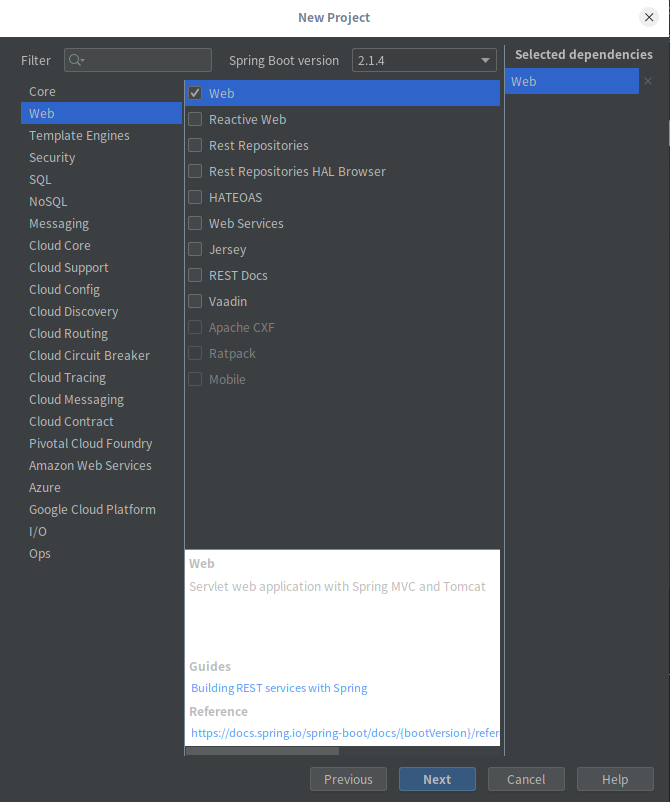 New Project
Filter
Spring Boot version
2.1.4
Selected dependencies
Core
Web
Template Engines
Security
SQL
NoSQL
Messaging
Cloud Core
Cloud Support
Cloud Config
Cloud Discovery
Cloud Routing
Cloud Circuit Breaker
Cloud Tracing
Cloud Messaging
Cloud Contract
Pivotal Cloud Foundry
Amazon Web Services
Azure
Google Cloud Platform
I/O
Ops
Web
Reactive Web
Rest Repositories
Rest Repositories HAL Browser
HATEOAS
Web Services
Jersey
REST Docs
Vaadin
Apache CXF
Ratpack
Mobile
Web
Web
Servlet web application with Spring MVC and Tomcat
Guides
Building REST services with Spring
Reference
https://docs.spring.io/spring-boot/docs/{bootVersion}/refer
Previous
Next
Cancel
Help